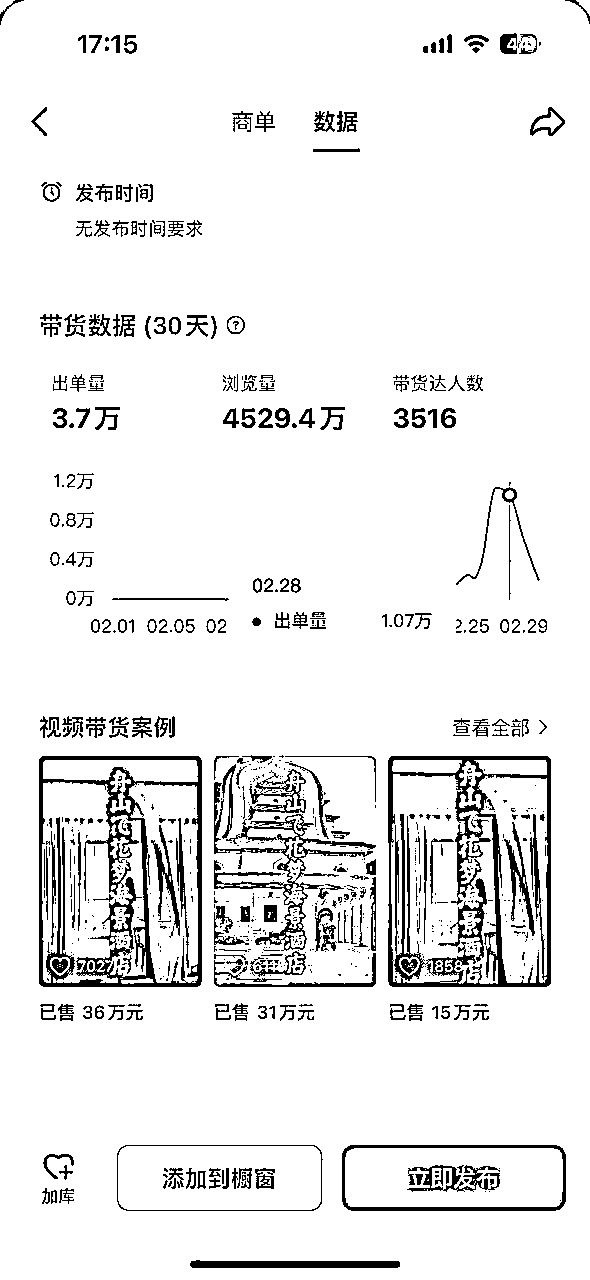 17:15
商单 数据
发布时间
无发布时间要求
带货数据 (30天)
出单量 浏览量 带货达人数
3.7万 4529.4万 3516
1.2万
0.8万
0.4万
0万
02.28
出单量 1.07万
02.01 02.05 02 2.25 02.29
视频带货案例 查看全部
舟山飞花梦海景酒店
舟山飞花梦海景酒店
舟山飞花梦海景酒店
7027
已售 36万元 已售 31万元 已售 15万元
加库 添加到橱窗 立即发布